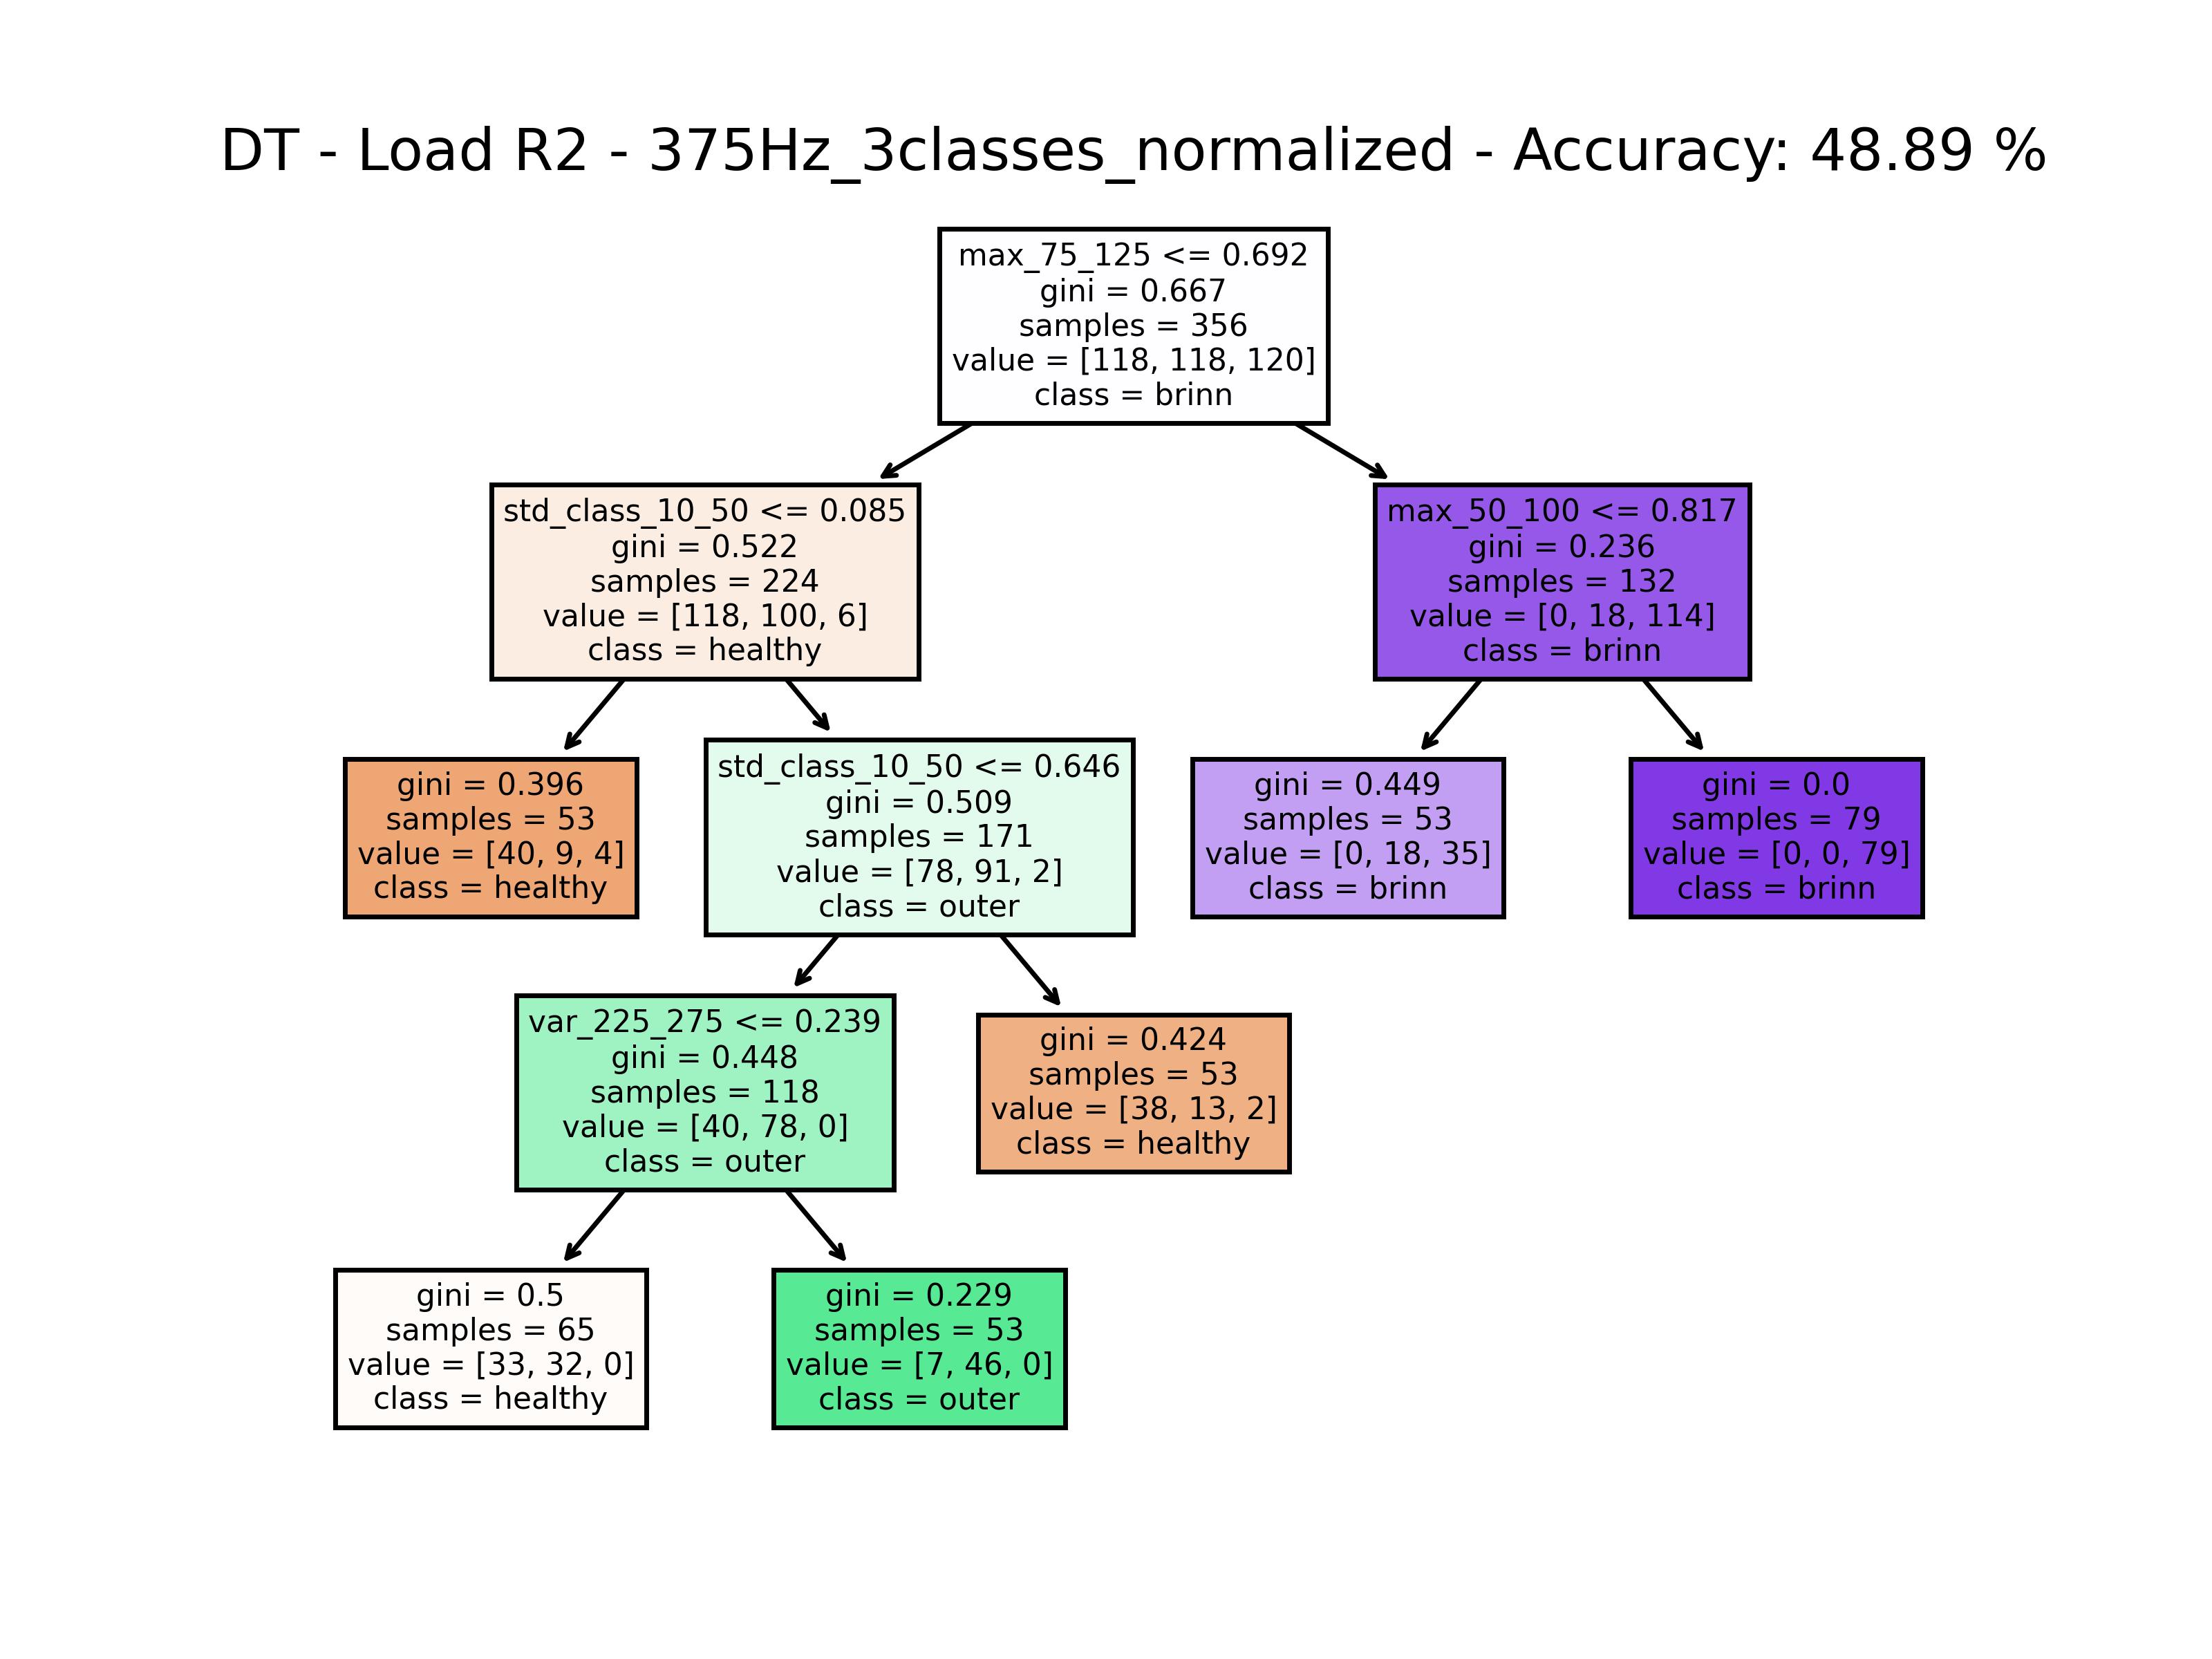 DT - Load R2 - 375Hz_3classes_normalized - Accuracy: 48.89 %
max_75_125 <= 0.692
gini = 0.667
samples = 356
value = [118, 118, 120]
class = brinn
std_class_10_50 <= 0.085
gini = 0.522
samples = 224
value = [118, 100, 6]
class = healthy
max_50_100 <= 0.817
gini = 0.236
samples = 132
value = [0, 18, 114]
class = brinn
gini = 0.396
samples = 53
value = [40, 9, 4]
class = healthy
std_class_10_50 <= 0.646
gini = 0.509
samples = 171
value = [78, 91, 2]
class = outer
gini = 0.449
samples = 53
value = [0, 18, 35]
class = brinn
gini = 0.0
samples = 79
value = [0, 0, 79]
class = brinn
var_225_275 <= 0.239
gini = 0.448
samples = 118
value = [40, 78, 0]
class = outer
gini = 0.424
samples = 53
value = [38, 13, 2]
class = healthy
gini = 0.5
samples = 65
value = [33, 32, 0]
class = healthy
gini = 0.229
samples = 53
value = [7, 46, 0]
class = outer